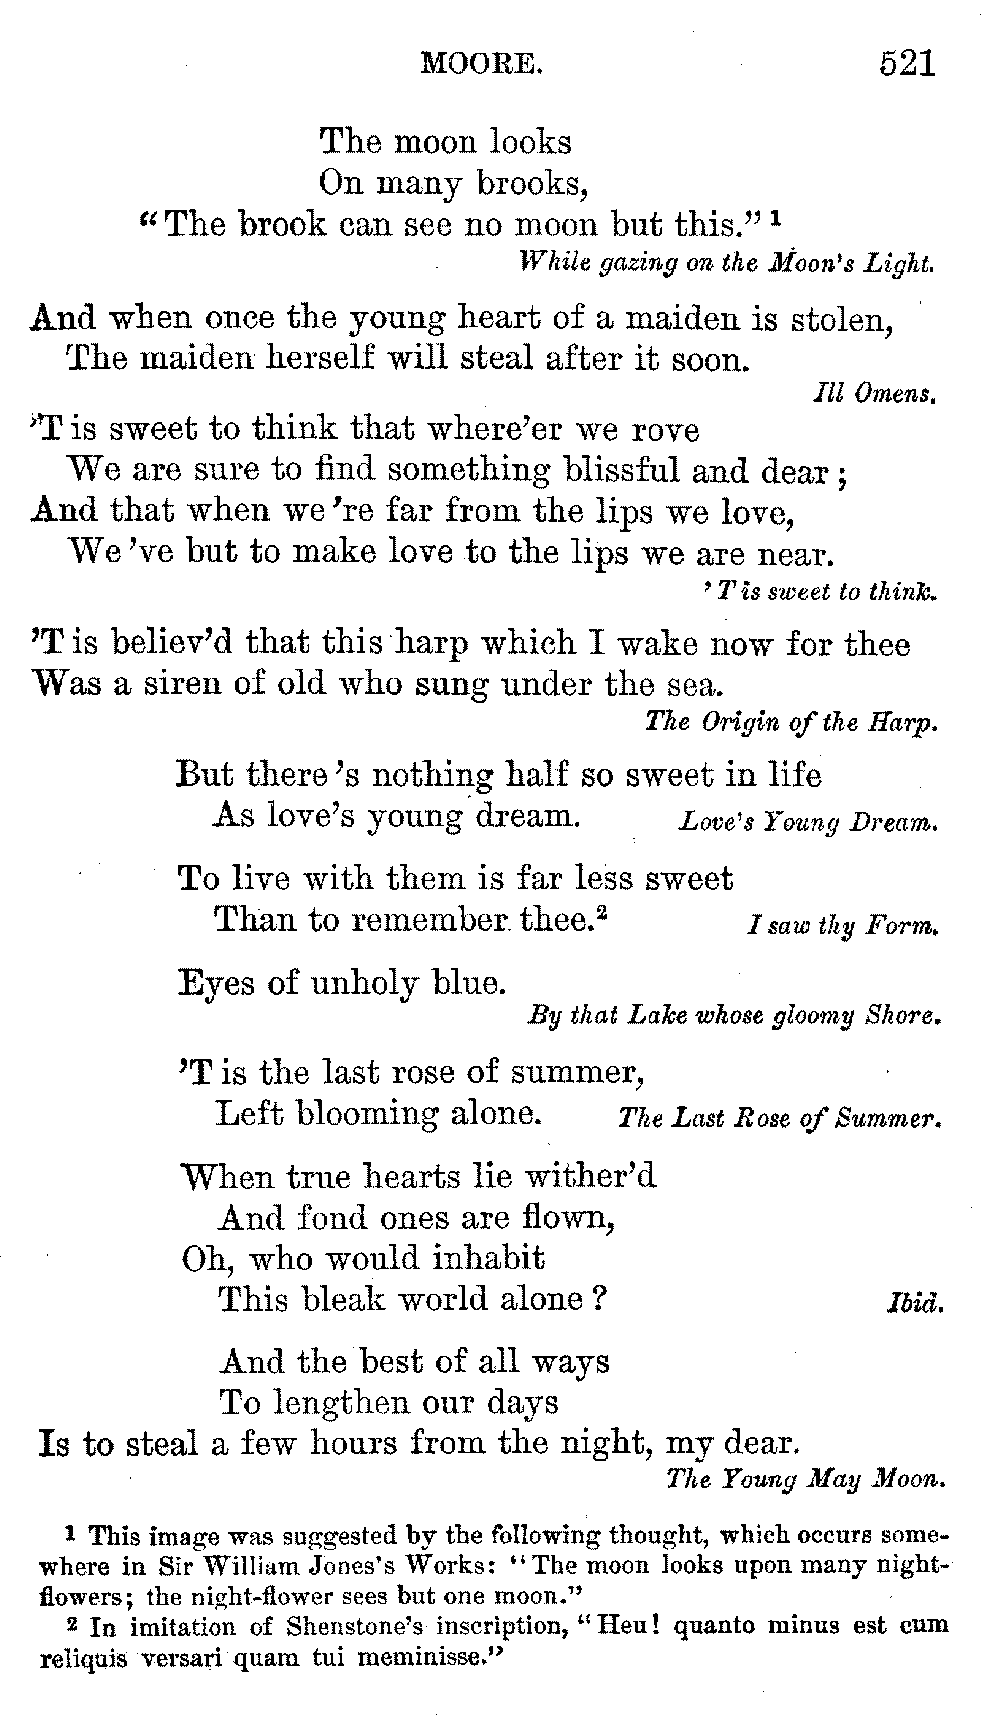 MOORE. 521
The moon looks
On many brooks,
“The brook can see no moon but this.” 1
While gazing on the Moon's Light.
And when once the young heart of a maiden is stolen,
The maiden herself will steal after it soon.
Ill Omens.
’T is sweet to think that where’er we rove
We are sure to find something blissful and dear;
And that when we ’re far from the lips we love,
We ’ve but to make love to the lips we are near.
’T is sweet to think.
’T is believ’d that this harp which I wake now for thee
Was a siren of old who sung under the sea.
The Origin of the Harp.
But there ’s nothing half so sweet in life
As love’s young dream. Love's Young Dream.
To live with them is far less sweet
Than to remember thee.2 I saw thy Form.
Eyes of unholy blue.
By that Lake whose gloomy Shore.
’T is the last rose of summer,
Left blooming alone. The Last Rose of Summer.
When true hearts lie wither’d
And fond ones are flown,
Oh, who would inhabit
This bleak world alone? Ibid.
And the best of all ways
To lengthen our days
Is to steal a few hours from the night, my dear.
The Young May Moon.
1 This image was suggested by the following thought, which occurs some-
where in Sir William Jones's Works: “The moon looks upon many night-
flowers; the night-flower sees but one moon.”
2 In imitation of Shenstone's inscription, “Heu! quanto minus est cum
reliquis versari quam tui meminisse.”